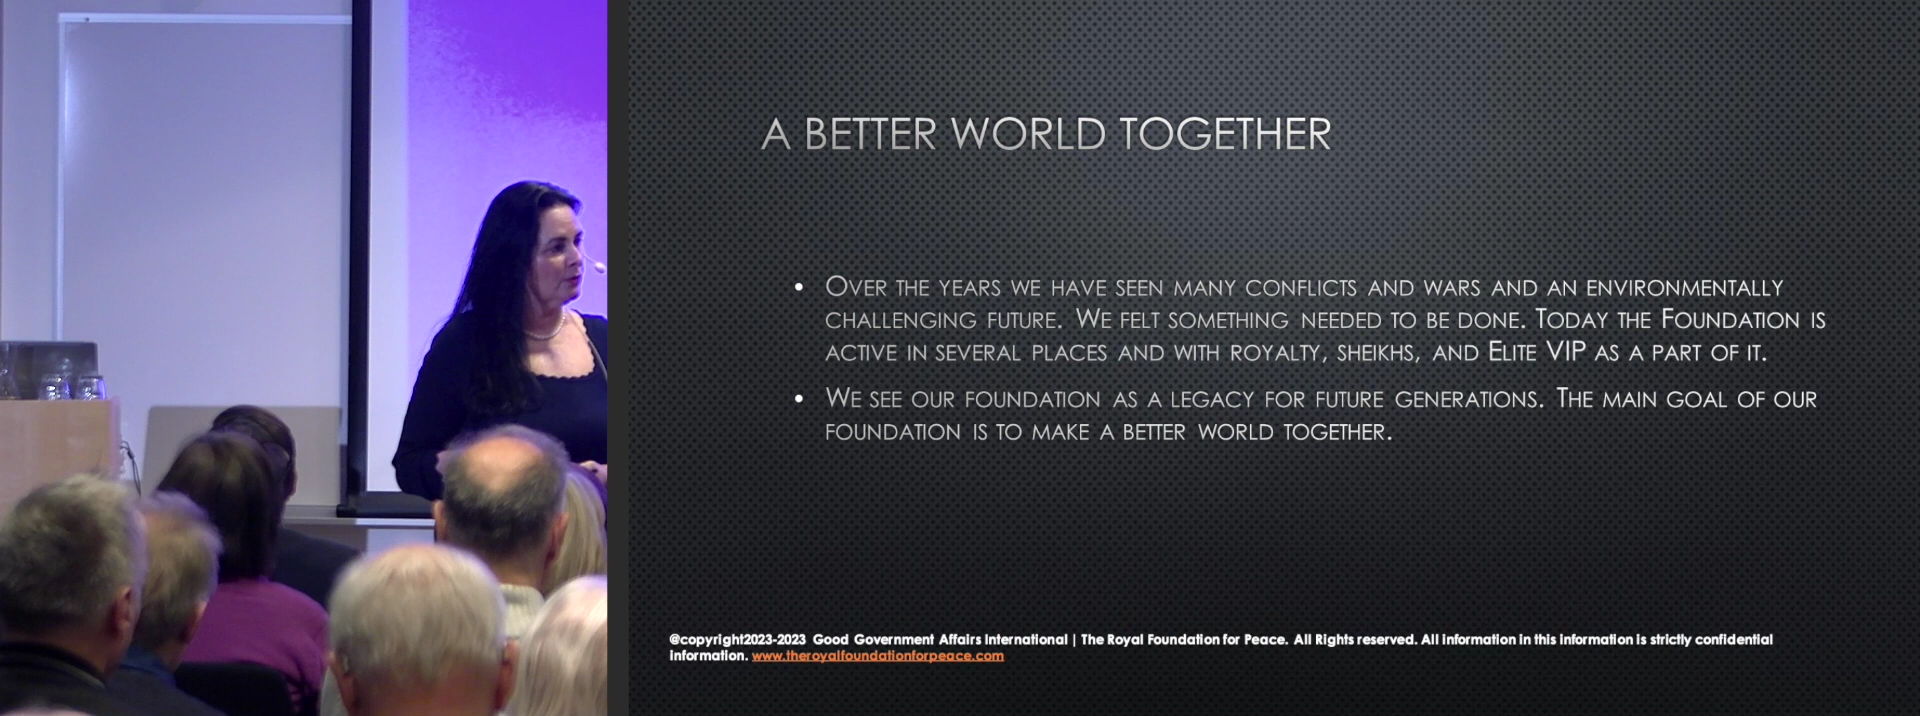 A BETTER WORLD TOGETHER
• OVER THE YEARS WE HAVE SEEN MANY CONFLICTS AND WARS AND AN ENVIRONMENTALLY
CHALLENGING FUTURE. WE FELT SOMETHING NEEDED TO BE DONE. TODAY THE FOUNDATION IS
ACTIVE IN SEVERAL PLACES AND WITH ROYALTY, SHEIKHS, AND ELITE VIP AS A PART OF IT.
• WE SEE OUR FOUNDATION AS A LEGACY FOR FUTURE GENERATIONS. THE MAIN GOAL OF OUR
FOUNDATION IS TO MAKE A BETTER WORLD TOGETHER.
@copyright2023-2023 Good Government Affairs International | The Royal Foundation for Peace. All Rights reserved. All information in this information is strictly confidential
information. www.theroyalfoundationforpeace.com